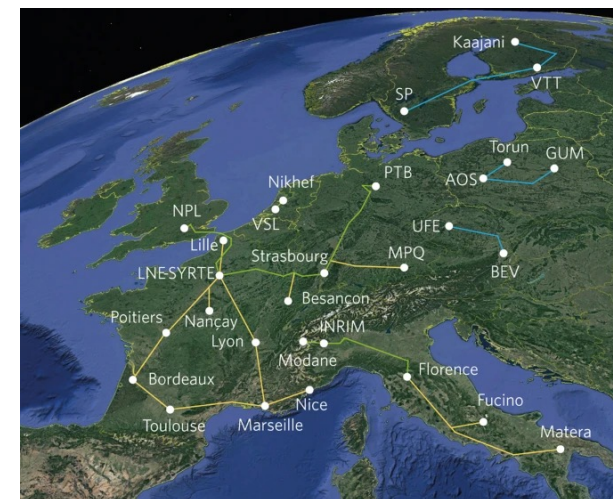 Kaajani
VTT
SP
Torun
GUM
AOS
PTB
Nikhef
VSL
NPL
Lille
UFE
BEV
Strasbourg
MPQ
LNE-SYRTE
Besançon
Nançay
Poitiers
Lyon
INRIM
Modane
Bordeaux
Florence
Nice
Toulouse
Marseille
Fucino
Matera